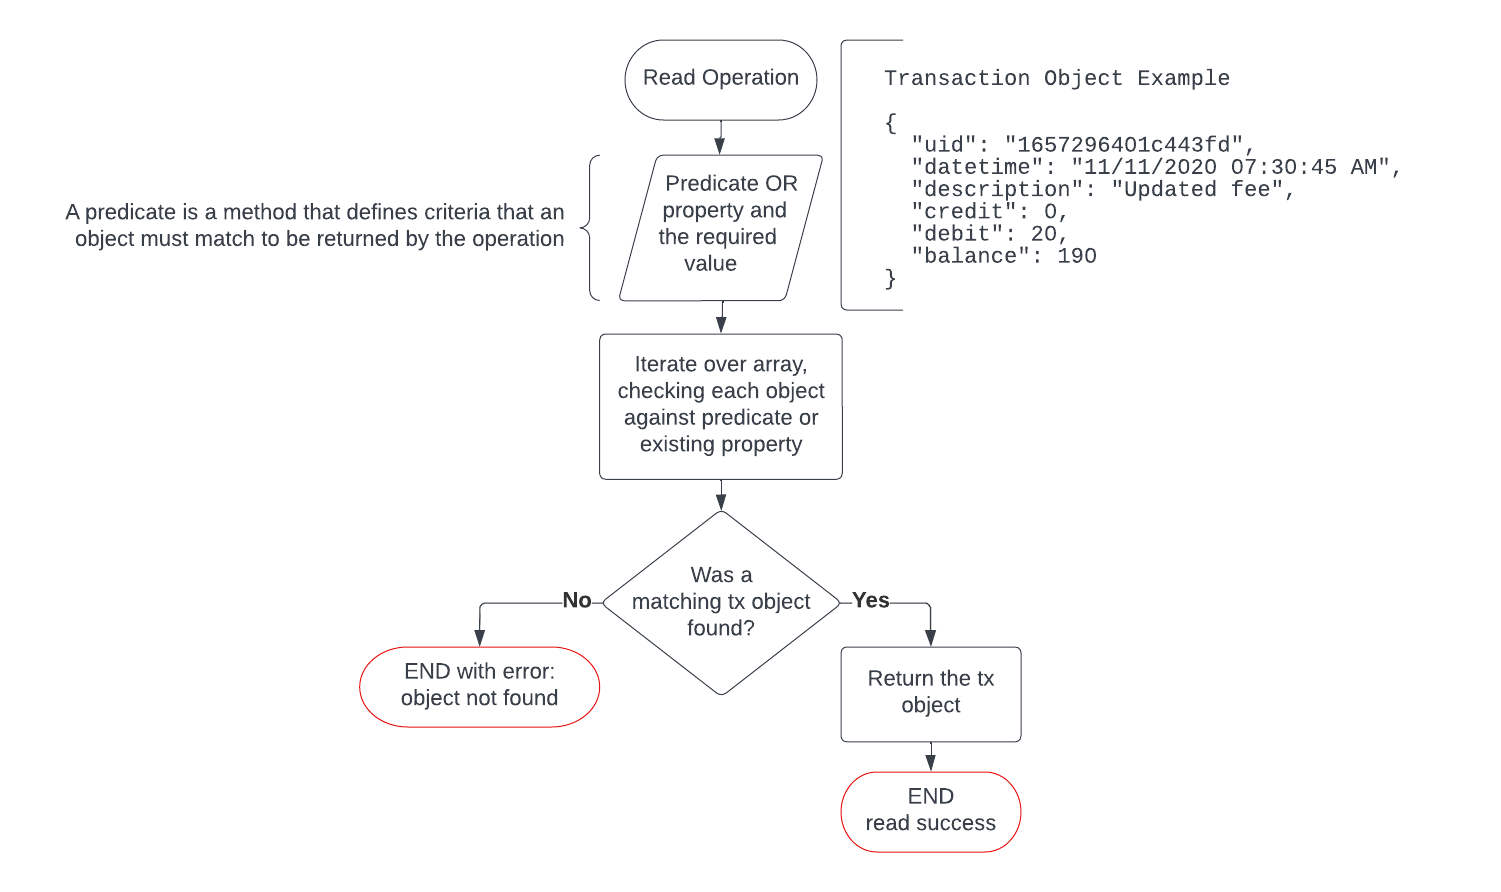 Read Operation
Transaction Object Example
{
"uid": "1657296401c443fd",
"datetime": "11/11/2020 07:30:45 AM",
"description": "Updated fee",
"credit": 0,
"debit": 20,
"balance": 190
}
A predicate is a method that defines criteria that an
object must match to be returned by the operation
Predicate OR
property and
the required
value
Iterate over array,
checking each object
against predicate or
existing property
Was a
matching tx object
found?
No
Yes
END with error:
object not found
Return the tx
object
END
read success